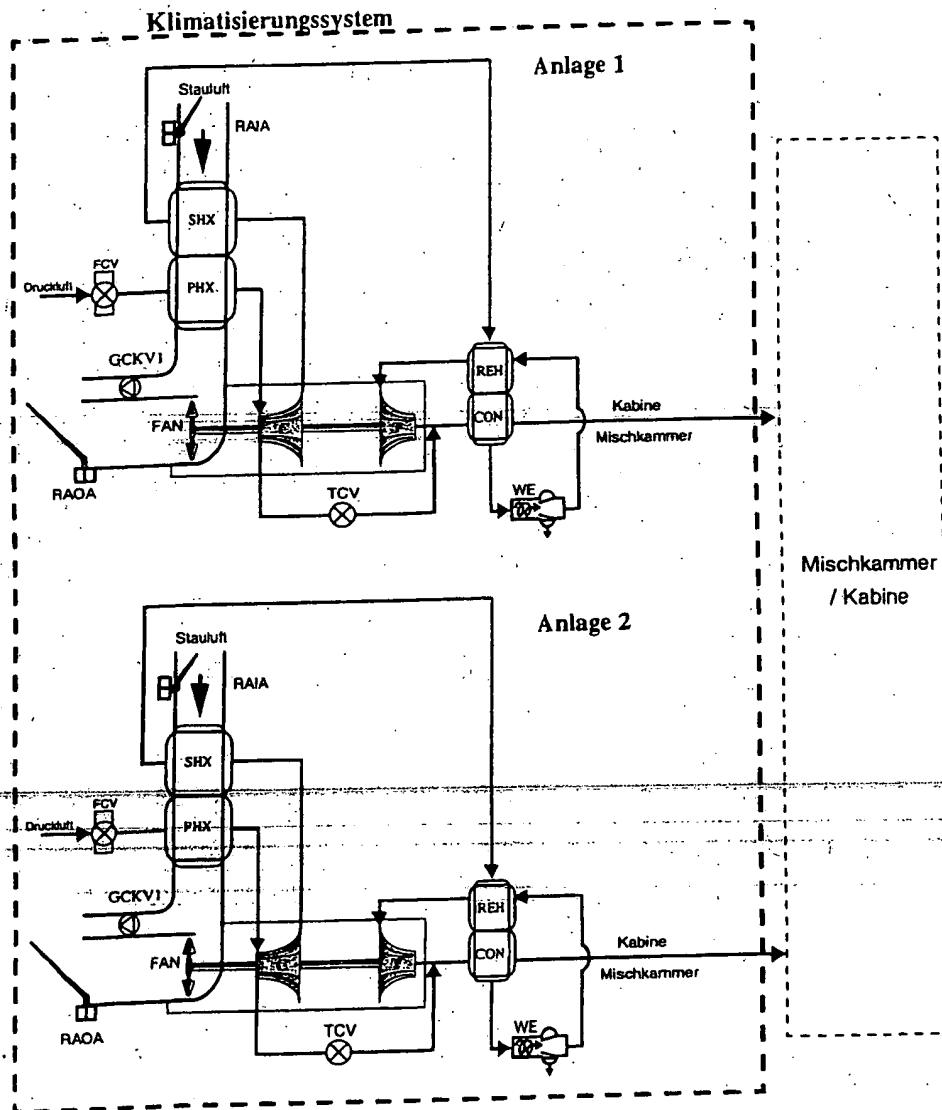 Klimatisierungssystem
Anlage 1
Stauluft
RAIA
SHX
FCV
Druckluft
PHX
GCKV1
REH
FAN
CON
Kabine
Mischkammer
RAOA
TCV
WE
Mischkammer
/ Kabine
Anlage 2
Stauluft
RAIA
SHX
FCV
Druckluft
PHX
GCKV1
REH
FAN
CON
Kabine
Mischkammer
RAOA
TCV
WE